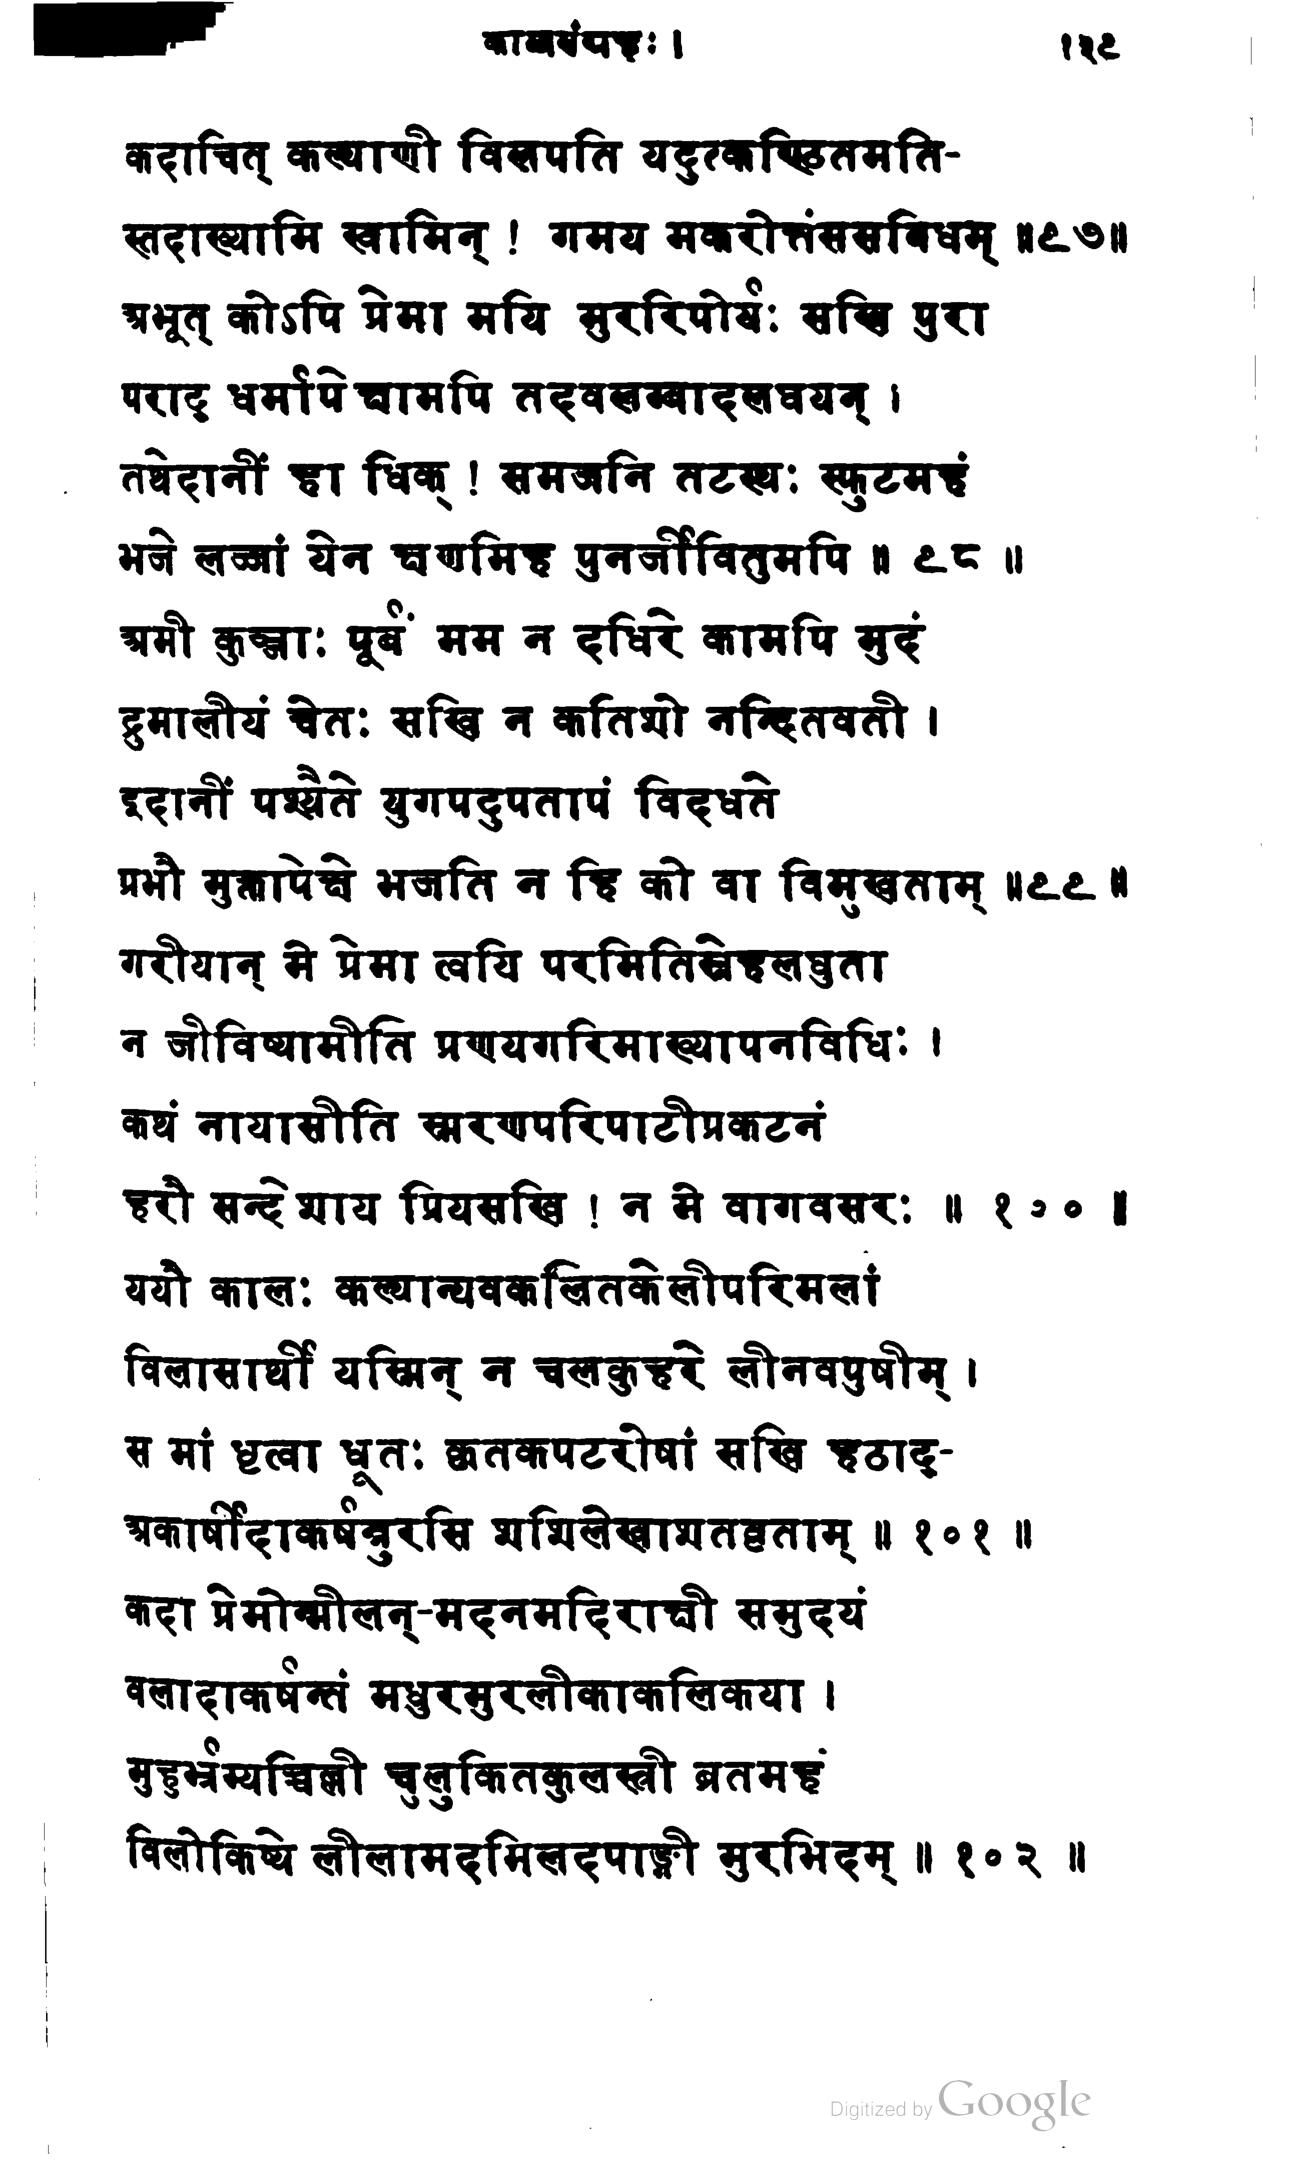 काव्यसंग्रहः । १३९
कदाचित् कल्याणी विलपति यदुत्कण्ठितमति-
स्तदाख्यामि स्वामिन् ! गमय मकरोत्तंससविधम् ॥९७॥
अभूत् कोऽपि प्रेमा मयि मुररिपोर्यः सखि पुरा
पराद् धर्मापेक्षामपि तदवलम्बादलघयन् ।
तथेदानीं हा धिक् ! समजनि तटस्थः स्फुटमहं
भजे लज्जां येन क्षणमिह पुनर्जीवितुमपि ॥ ९८ ॥
अमी कुञ्जाः पूर्वं मम न दधिरे कामपि मुदं
द्रुमालीयं चेतः सखि न कतिशो नन्दितवती ।
इदानीं पश्यैते युगपदुपतापं विदधते
प्रभौ मुक्तापेक्षे भजति न हि को वा विमुखताम् ॥९९॥
गरीयान् मे प्रेमा त्वयि परमितिस्नेहलघुता
न जीविष्यामीति प्रणयगरिमाख्यापनविधिः ।
कथं नायासीति स्मरणपरिपाटीप्रकटनं
हरौ सन्देशाय प्रियसखि ! न मे वागवसरः ॥ १०० ॥
ययौ कालः कल्यान्यवकलितकेलीपरिमलां
विलासार्थी यस्मिन् न चलकुहरे लीनवपुषीम् ।
स मां धृत्वा धूर्तः कृतकपटरोषां सखि हठाद्-
अकार्षीदाकर्षन्नुरसि शशिलेखाशतवृताम् ॥ १०१ ॥
कदा प्रेमोन्मीलन्-मदनमदिराक्षी समुदयं
वलादाकर्षन्तं मधुरमुरलीकाकलिकया ।
मुहुर्भ्रम्यच्चिल्ली चुलुकितकुलस्त्री व्रतमहं
विलोकिष्ये लीलामदमिलदपाङ्गी मुरभिदम् ॥ १०२ ॥
Digitized by Google